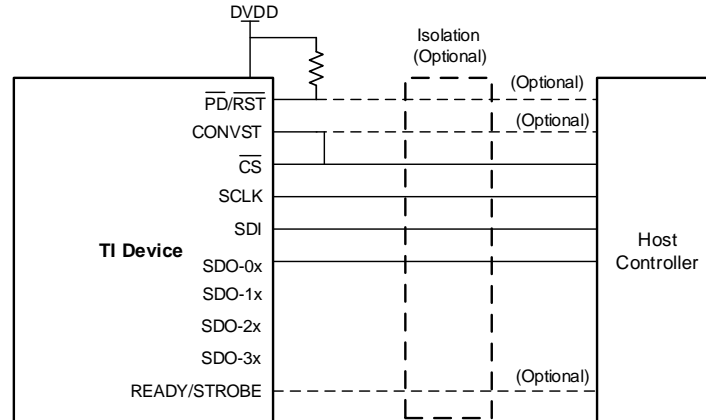 DVDD
Isolation
(Optional)
(Optional)
PD/RST
CONVST
(Optional)
CS
SCLK
SDI
TI Device
Host
Controller
SDO-0x
SDO-1x
SDO-2x
SDO-3x
READY/STROBE
(Optional)